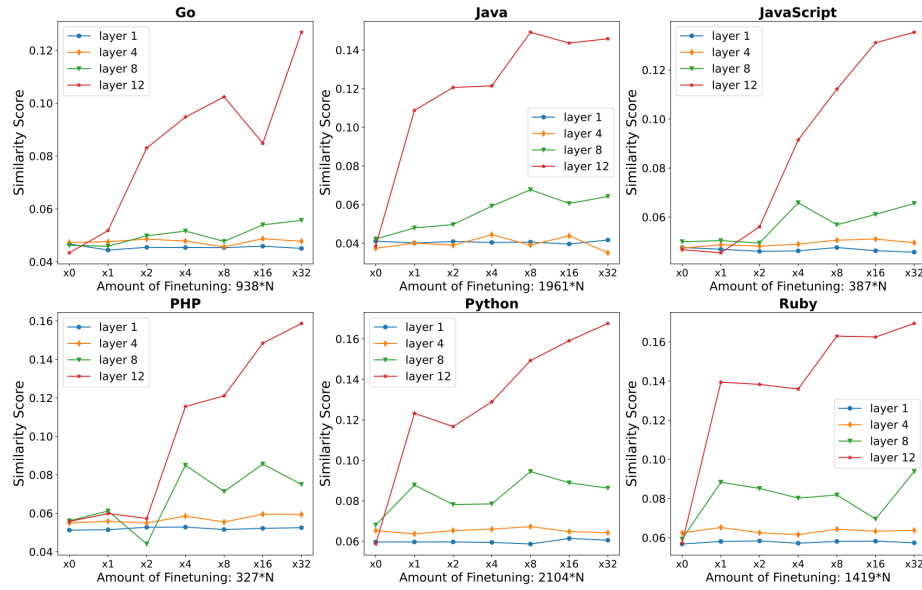 Go
Similarity Score
0.12
0.10
0.08
0.06
0.04
layer 1
layer 4
layer 8
layer 12
x0 x1 x2 x4 x8 x16 x32
Amount of Finetuning: 938*N
Java
Similarity Score
0.14
0.12
0.10
0.08
0.06
0.04
layer 1
layer 4
layer 8
layer 12
x0 x1 x2 x4 x8 x16 x32
Amount of Finetuning: 1961*N
JavaScript
Similarity Score
0.12
0.10
0.08
0.06
layer 1
layer 4
layer 8
layer 12
x0 x1 x2 x4 x8 x16 x32
Amount of Finetuning: 387*N
PHP
Similarity Score
0.16
0.14
0.12
0.10
0.08
0.06
0.04
layer 1
layer 4
layer 8
layer 12
x0 x1 x2 x4 x8 x16 x32
Amount of Finetuning: 327*N
Python
Similarity Score
0.16
0.14
0.12
0.10
0.08
0.06
layer 1
layer 4
layer 8
layer 12
x0 x1 x2 x4 x8 x16 x32
Amount of Finetuning: 2104*N
Ruby
Similarity Score
0.16
0.14
0.12
0.10
0.08
0.06
layer 1
layer 4
layer 8
layer 12
x0 x1 x2 x4 x8 x16 x32
Amount of Finetuning: 1419*N